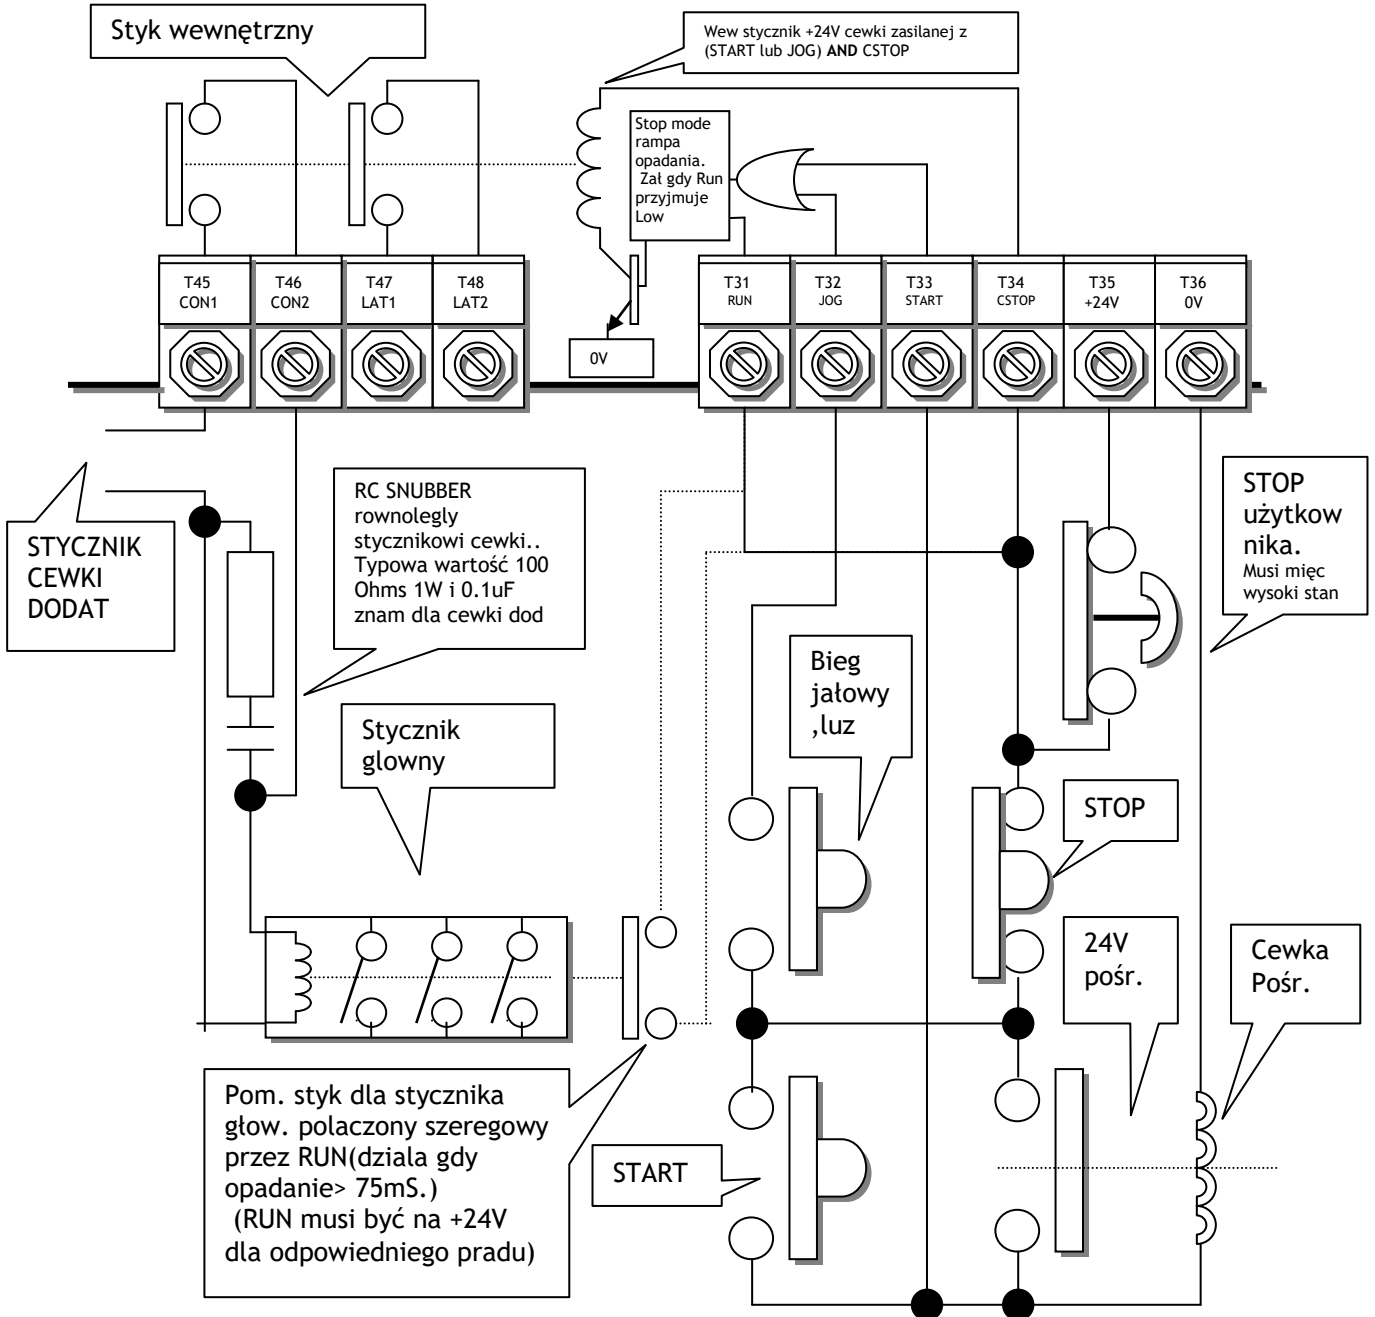 Styk wewnętrzny
Wew stycznik +24V cewki zasilanej z
(START lub JOG) AND CSTOP
Stop mode
rampa
opadania.
Zał gdy Run
przyjmuje
Low
T45
CON1
T46
CON2
T47
LAT1
T48
LAT2
0V
T31
RUN
T32
JOG
T33
START
T34
CSTOP
T35
+24V
T36
0V
STYCZNIK
CEWKI
DODAT
RC SNUBBER
rownolegly
stycznikowi cewki..
Typowa wartość 100
Ohms 1W i 0.1uF
znam dla cewki dod
STOP
użytkow
nika.
Musi mięc
wysoki stan
Bieg
jałowy
,luz
Stycznik
glowny
STOP
24V
pośr.
Cewka
Pośr.
Pom. styk dla stycznika
głow. polaczony szeregowy
przez RUN(dziala gdy
opadanie> 75mS.)
(RUN musi być na +24V
dla odpowiedniego pradu)
START